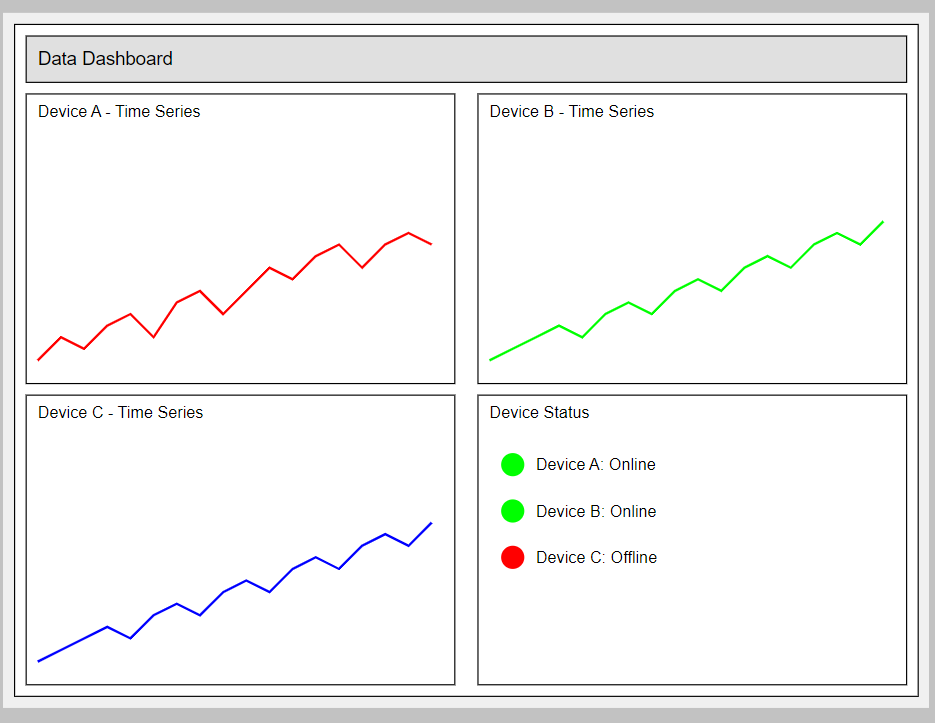 Data Dashboard
Device A - Time Series
Device B - Time Series
Device C - Time Series
Device Status
Device A: Online
Device B: Online
Device C: Offline